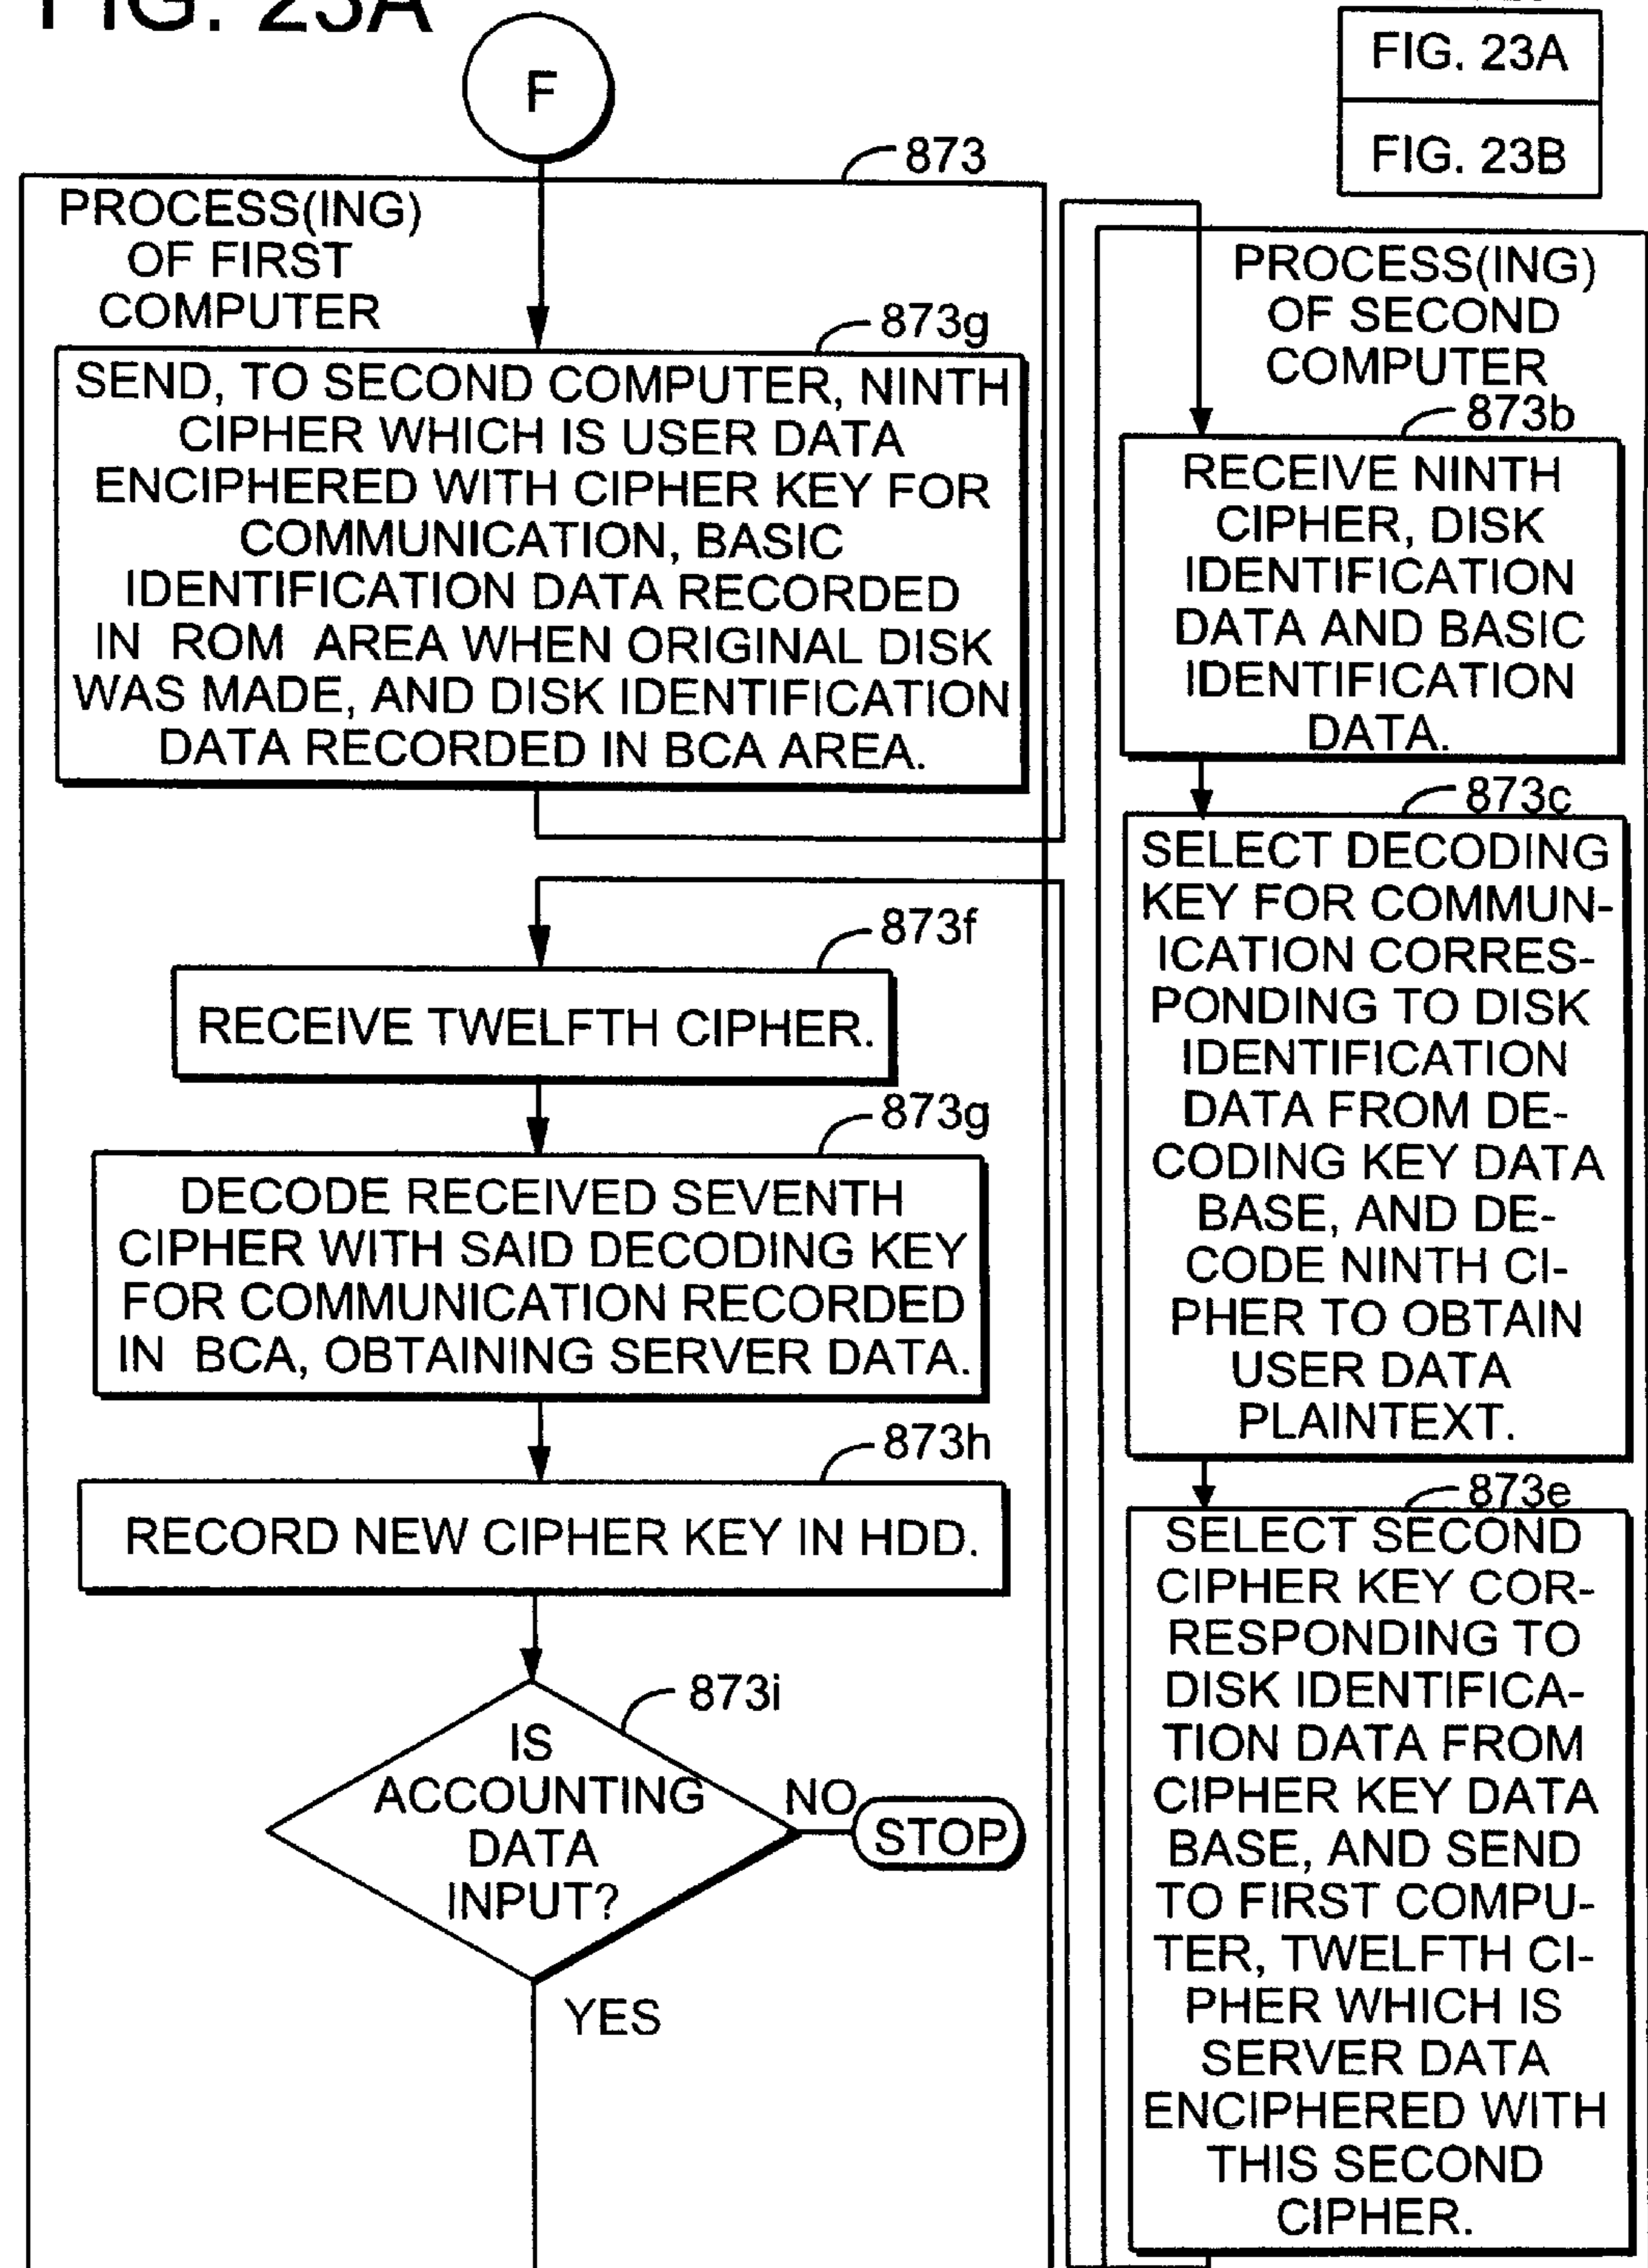 FIG. 23A
FIG. 23A
FIG. 23B
F
873
PROCESS(ING)
OF FIRST
COMPUTER
873g
SEND, TO SECOND COMPUTER, NINTH
CIPHER WHICH IS USER DATA
ENCIPHERED WITH CIPHER KEY FOR
COMMUNICATION, BASIC
IDENTIFICATION DATA RECORDED
IN ROM AREA WHEN ORIGINAL DISK
WAS MADE, AND DISK IDENTIFICATION
DATA RECORDED IN BCA AREA.
873f
RECEIVE TWELFTH CIPHER.
873g
DECODE RECEIVED SEVENTH
CIPHER WITH SAID DECODING KEY
FOR COMMUNICATION RECORDED
IN BCA, OBTAINING SERVER DATA.
873h
RECORD NEW CIPHER KEY IN HDD.
873i
IS
ACCOUNTING
DATA
INPUT?
NO
STOP
YES
PROCESS(ING)
OF SECOND
COMPUTER
873b
RECEIVE NINTH
CIPHER, DISK
IDENTIFICATION
DATA AND BASIC
IDENTIFICATION
DATA.
873c
SELECT DECODING
KEY FOR COMMUN-
ICATION CORRES-
PONDING TO DISK
IDENTIFICATION
DATA FROM DE-
CODING KEY DATA
BASE, AND DE-
CODE NINTH CI-
PHER TO OBTAIN
USER DATA
PLAINTEXT.
873e
SELECT SECOND
CIPHER KEY COR-
RESPONDING TO
DISK IDENTIFICA-
TION DATA FROM
CIPHER KEY DATA
BASE, AND SEND
TO FIRST COMPU-
TER, TWELFTH CI-
PHER WHICH IS
SERVER DATA
ENCIPHERED WITH
THIS SECOND
CIPHER.